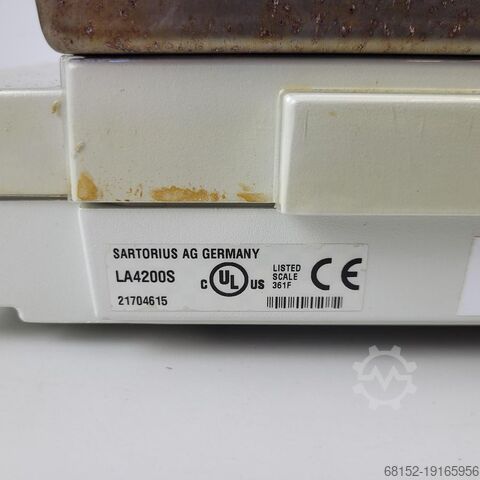 SARTORIUS AG GERMANY
LA4200S
21704615
C UL US
LISTED
SCALE
361F
CE
68152-19165956